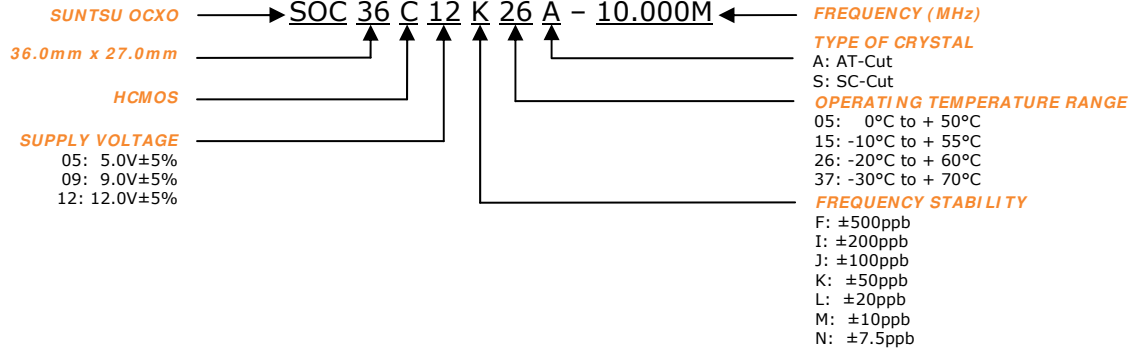 SUNTSU OCXO
SOC 36 C 12 K 26 A – 10.000M
FREQUENCY (MHz)
36.0mm x 27.0mm
TYPE OF CRYSTAL
A: AT-Cut
S: SC-Cut
HCMOS
OPERATING TEMPERATURE RANGE
05: 0°C to + 50°C
15: -10°C to + 55°C
26: -20°C to + 60°C
37: -30°C to + 70°C
SUPPLY VOLTAGE
05: 5.0V±5%
09: 9.0V±5%
12: 12.0V±5%
FREQUENCY STABILITY
F: ±500ppb
I: ±200ppb
J: ±100ppb
K: ±50ppb
L: ±20ppb
M: ±10ppb
N: ±7.5ppb